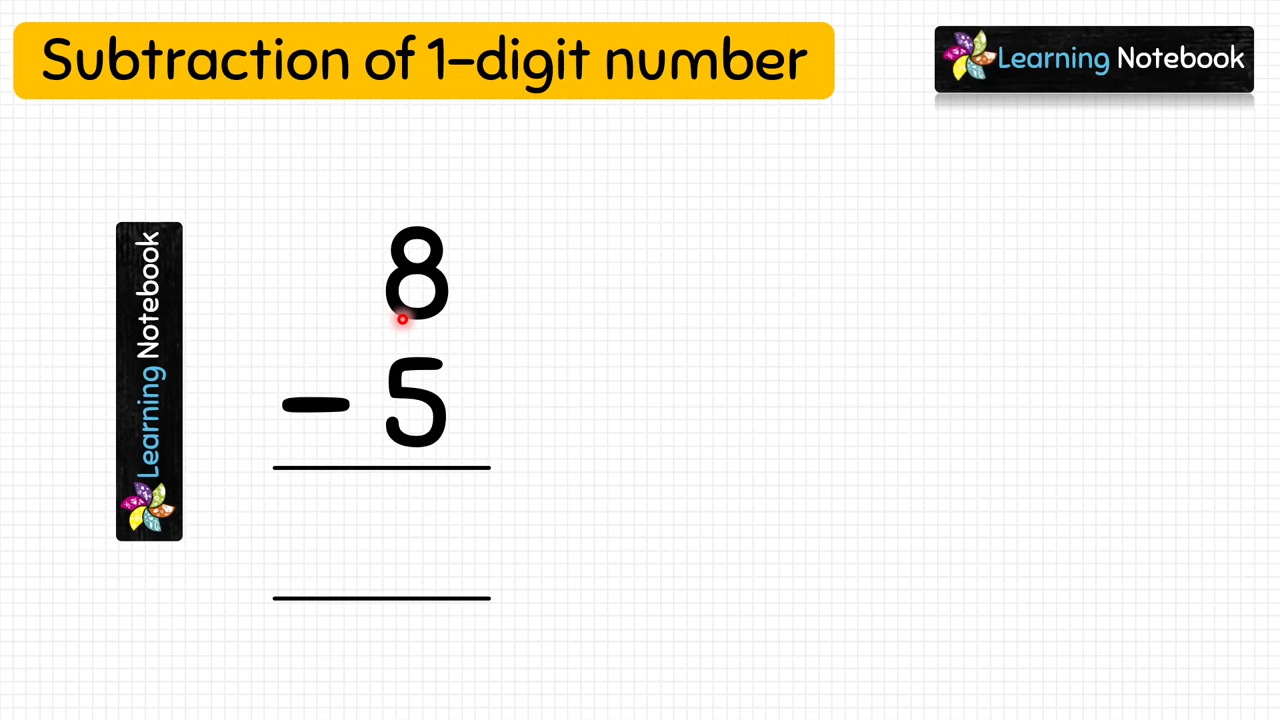 Subtraction of 1-digit number
Learning Notebook
Learning Notebook
8
- 5